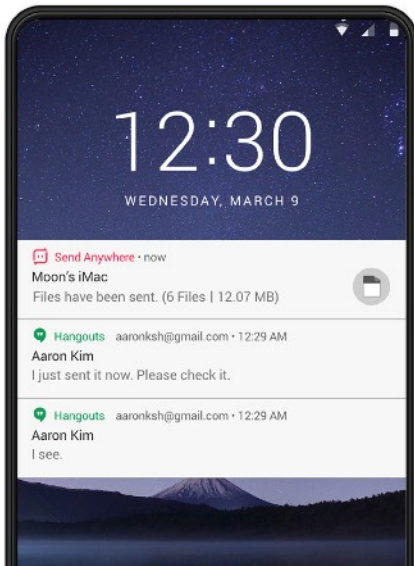 12:30
WEDNESDAY, MARCH 9
Send Anywhere • now
Moon's iMac
Files have been sent. (6 Files | 12.07 MB)
Hangouts aaronksh@gmail.com • 12:29 AM
Aaron Kim
I just sent it now. Please check it.
Hangouts aaronksh@gmail.com • 12:29 AM
Aaron Kim
I see.